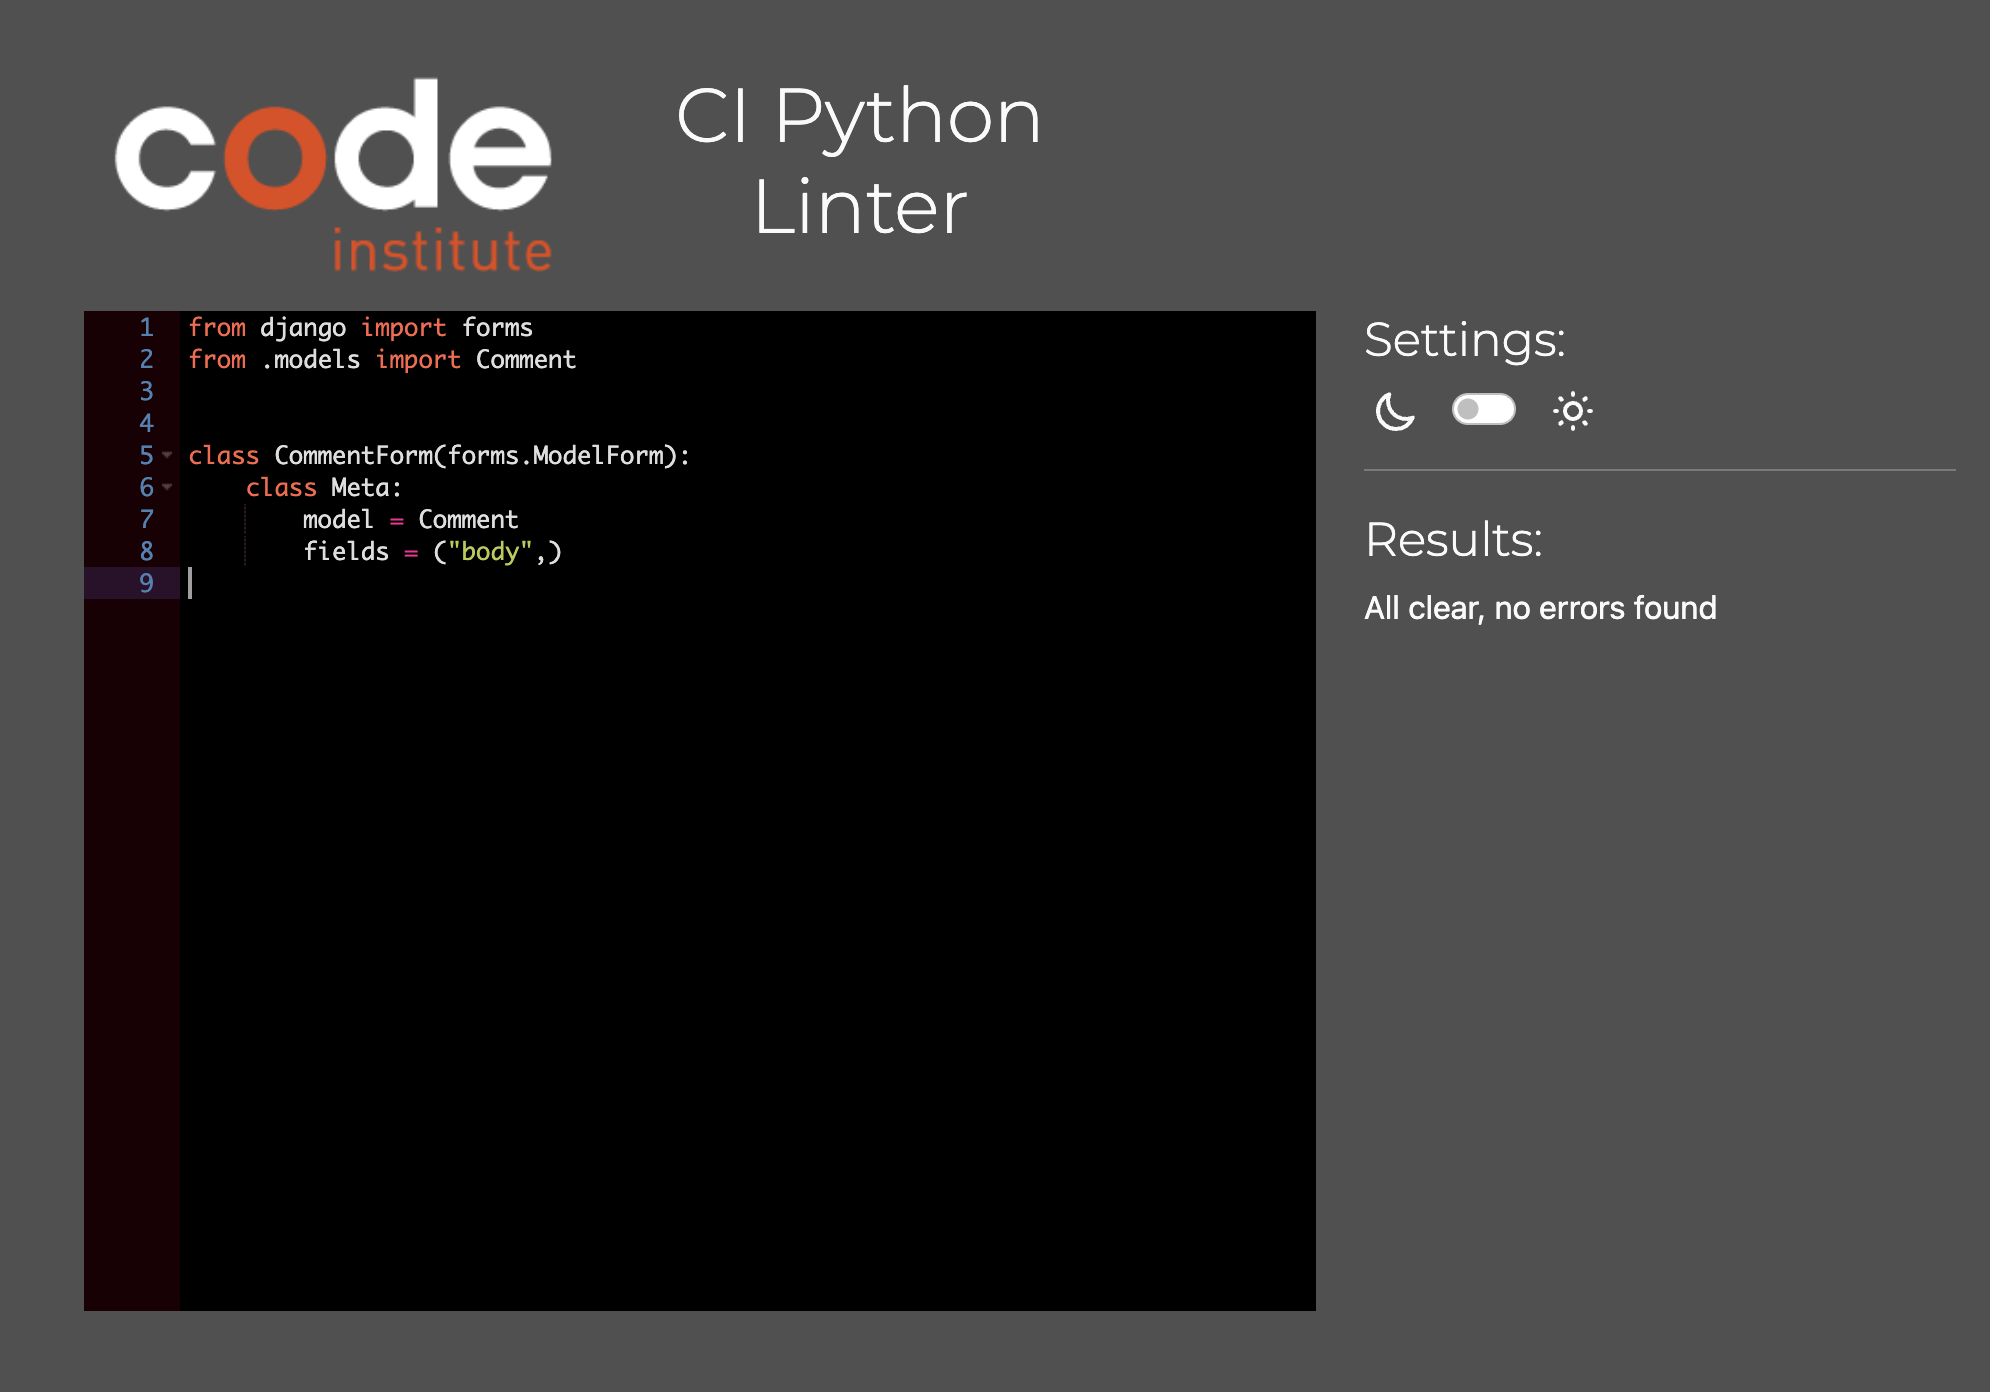 code
institute
CI Python
Linter
1 from django import forms
2 from .models import Comment
3
4
5 class CommentForm(forms.ModelForm):
6     class Meta:
7         model = Comment
8         fields = ("body",)
9
Settings:
Results:
All clear, no errors found